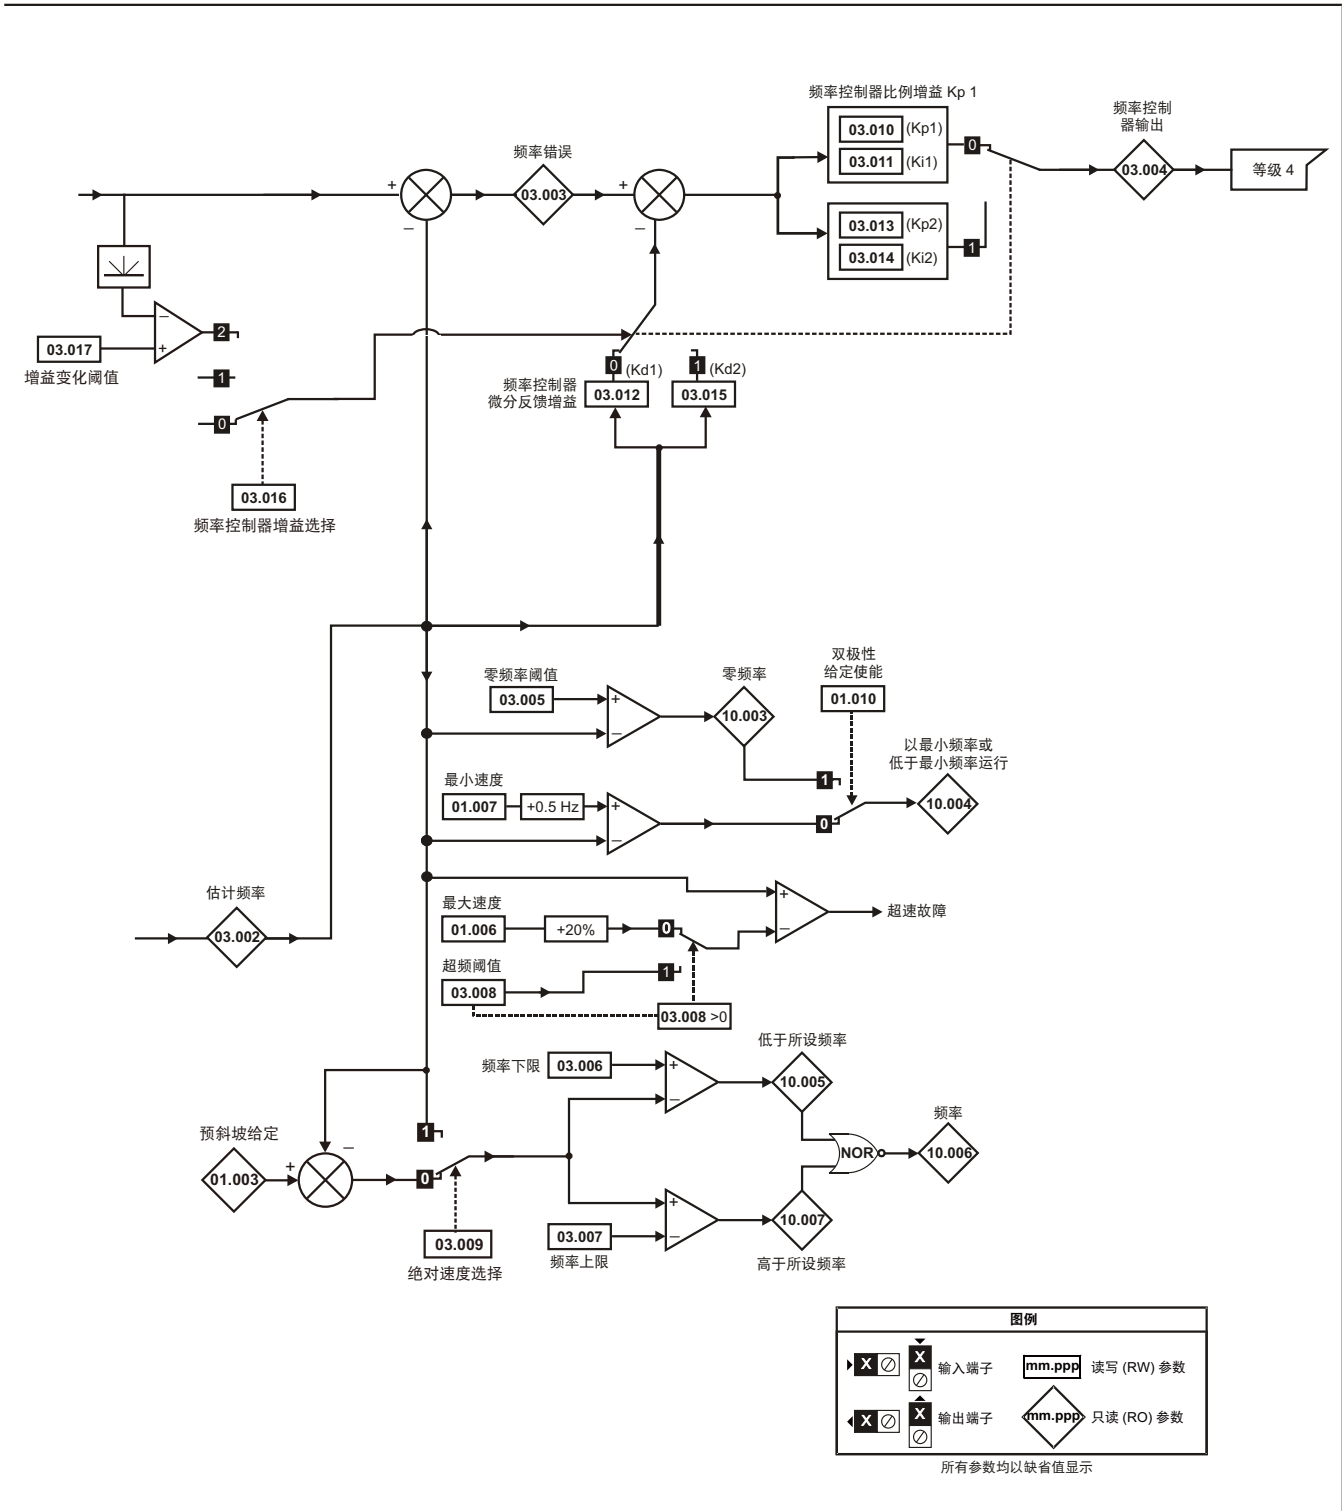 频率控制器比例增益 Kp 1
03.010 (Kp1)
03.011 (Ki1)
0
频率控制
器输出
03.004
等级 4
频率错误
+
03.003
+
−
−
03.013 (Kp2)
03.014 (Ki2)
1
−
+
2
03.017
增益变化阈值
1
0
03.016
频率控制器增益选择
频率控制器
微分反馈增益
0 (Kd1)
03.012
1 (Kd2)
03.015
零频率阈值
03.005
+
−
零频率
10.003
双极性
给定使能
01.010
1
以最小频率或
低于最小频率运行
10.004
最小速度
01.007
+0.5 Hz
+
−
0
估计频率
03.002
最大速度
01.006
+20%
0
+
−
超速故障
超频阈值
03.008
1
03.008 >0
频率下限
03.006
+
−
低于所设频率
10.005
预斜坡给定
01.003
+
−
1
0
03.009
绝对速度选择
NOR
频率
10.006
03.007
频率上限
+
−
10.007
高于所设频率
图例
X
X
输入端子
mm.ppp
读写 (RW) 参数
X
X
输出端子
mm.ppp
只读 (RO) 参数
所有参数均以缺省值显示